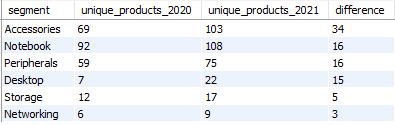 segment unique_products_2020 unique_products_2021 difference
Accessories 69 103 34
Notebook 92 108 16
Peripherals 59 75 16
Desktop 7 22 15
Storage 12 17 5
Networking 6 9 3